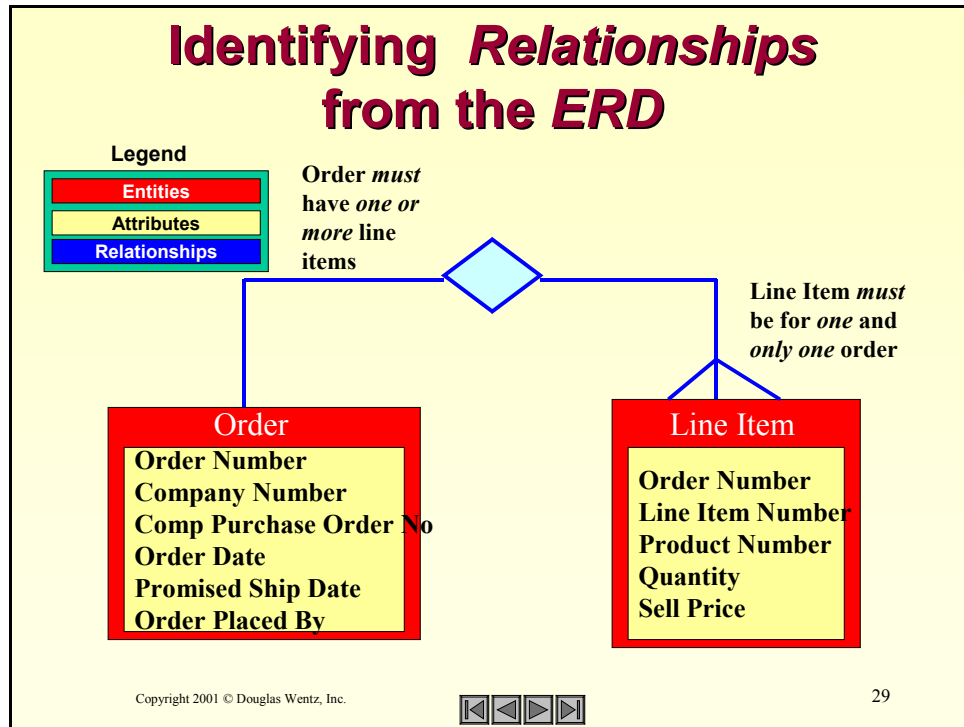 Identifying Relationships
from the ERD
Legend
Entities
Attributes
Relationships
Order must
have one or
more line
items
Line Item must
be for one and
only one order
Order
Order Number
Company Number
Comp Purchase Order No
Order Date
Promised Ship Date
Order Placed By
Line Item
Order Number
Line Item Number
Product Number
Quantity
Sell Price
Copyright 2001 © Douglas Wentz, Inc.
29